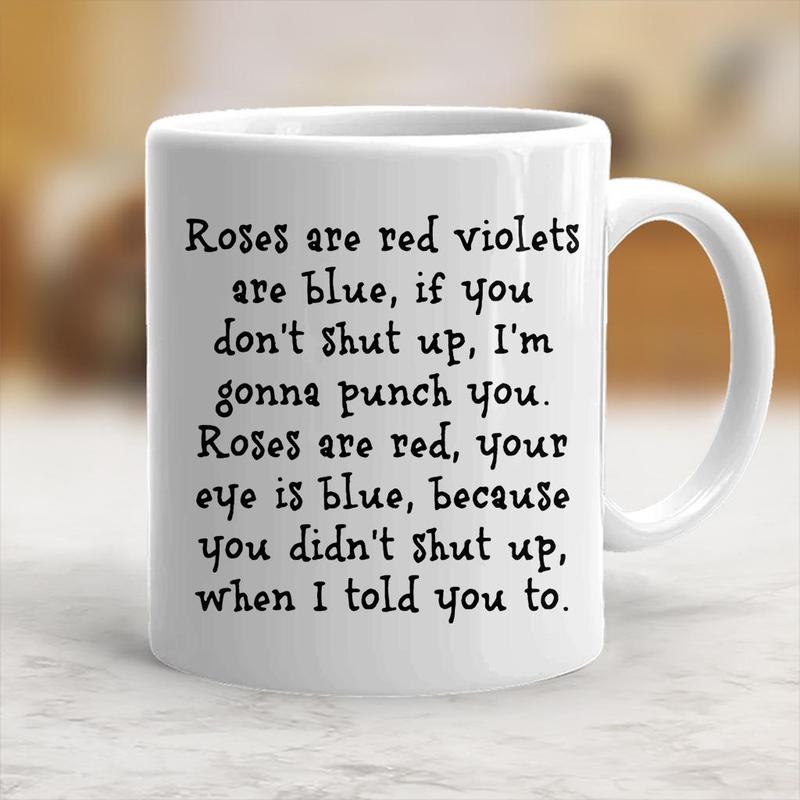 Roses are red violets
are blue, if you
don't shut up, I'm
gonna punch you.
Roses are red, your
eye is blue, because
you didn't shut up,
when I told you to.